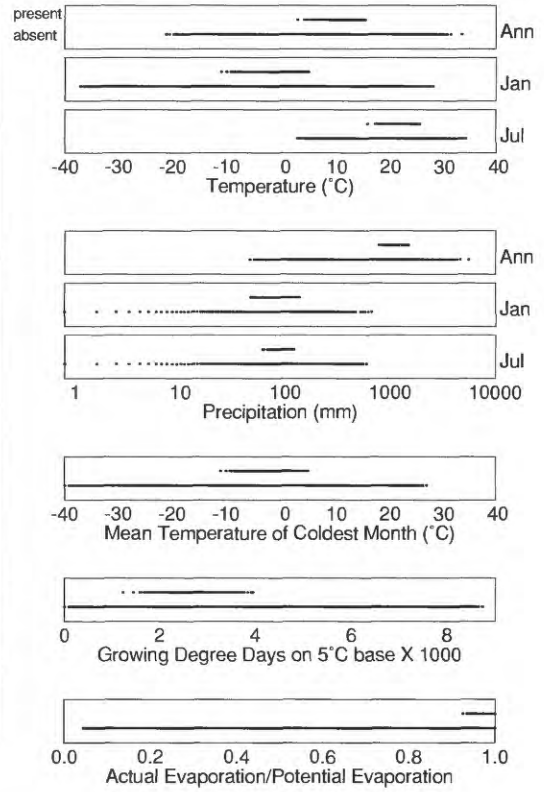 present
absent
Ann
Jan
Jul
-40 -30 -20 -10 0 10 20 30 40
Temperature (°C)
Ann
Jan
Jul
1 10 100 1000 10000
Precipitation (mm)
-40 -30 -20 -10 0 10 20 30 40
Mean Temperature of Coldest Month (°C)
0 2 4 6 8
Growing Degree Days on 5°C base X 1000
0.0 0.2 0.4 0.6 0.8 1.0
Actual Evaporation/Potential Evaporation